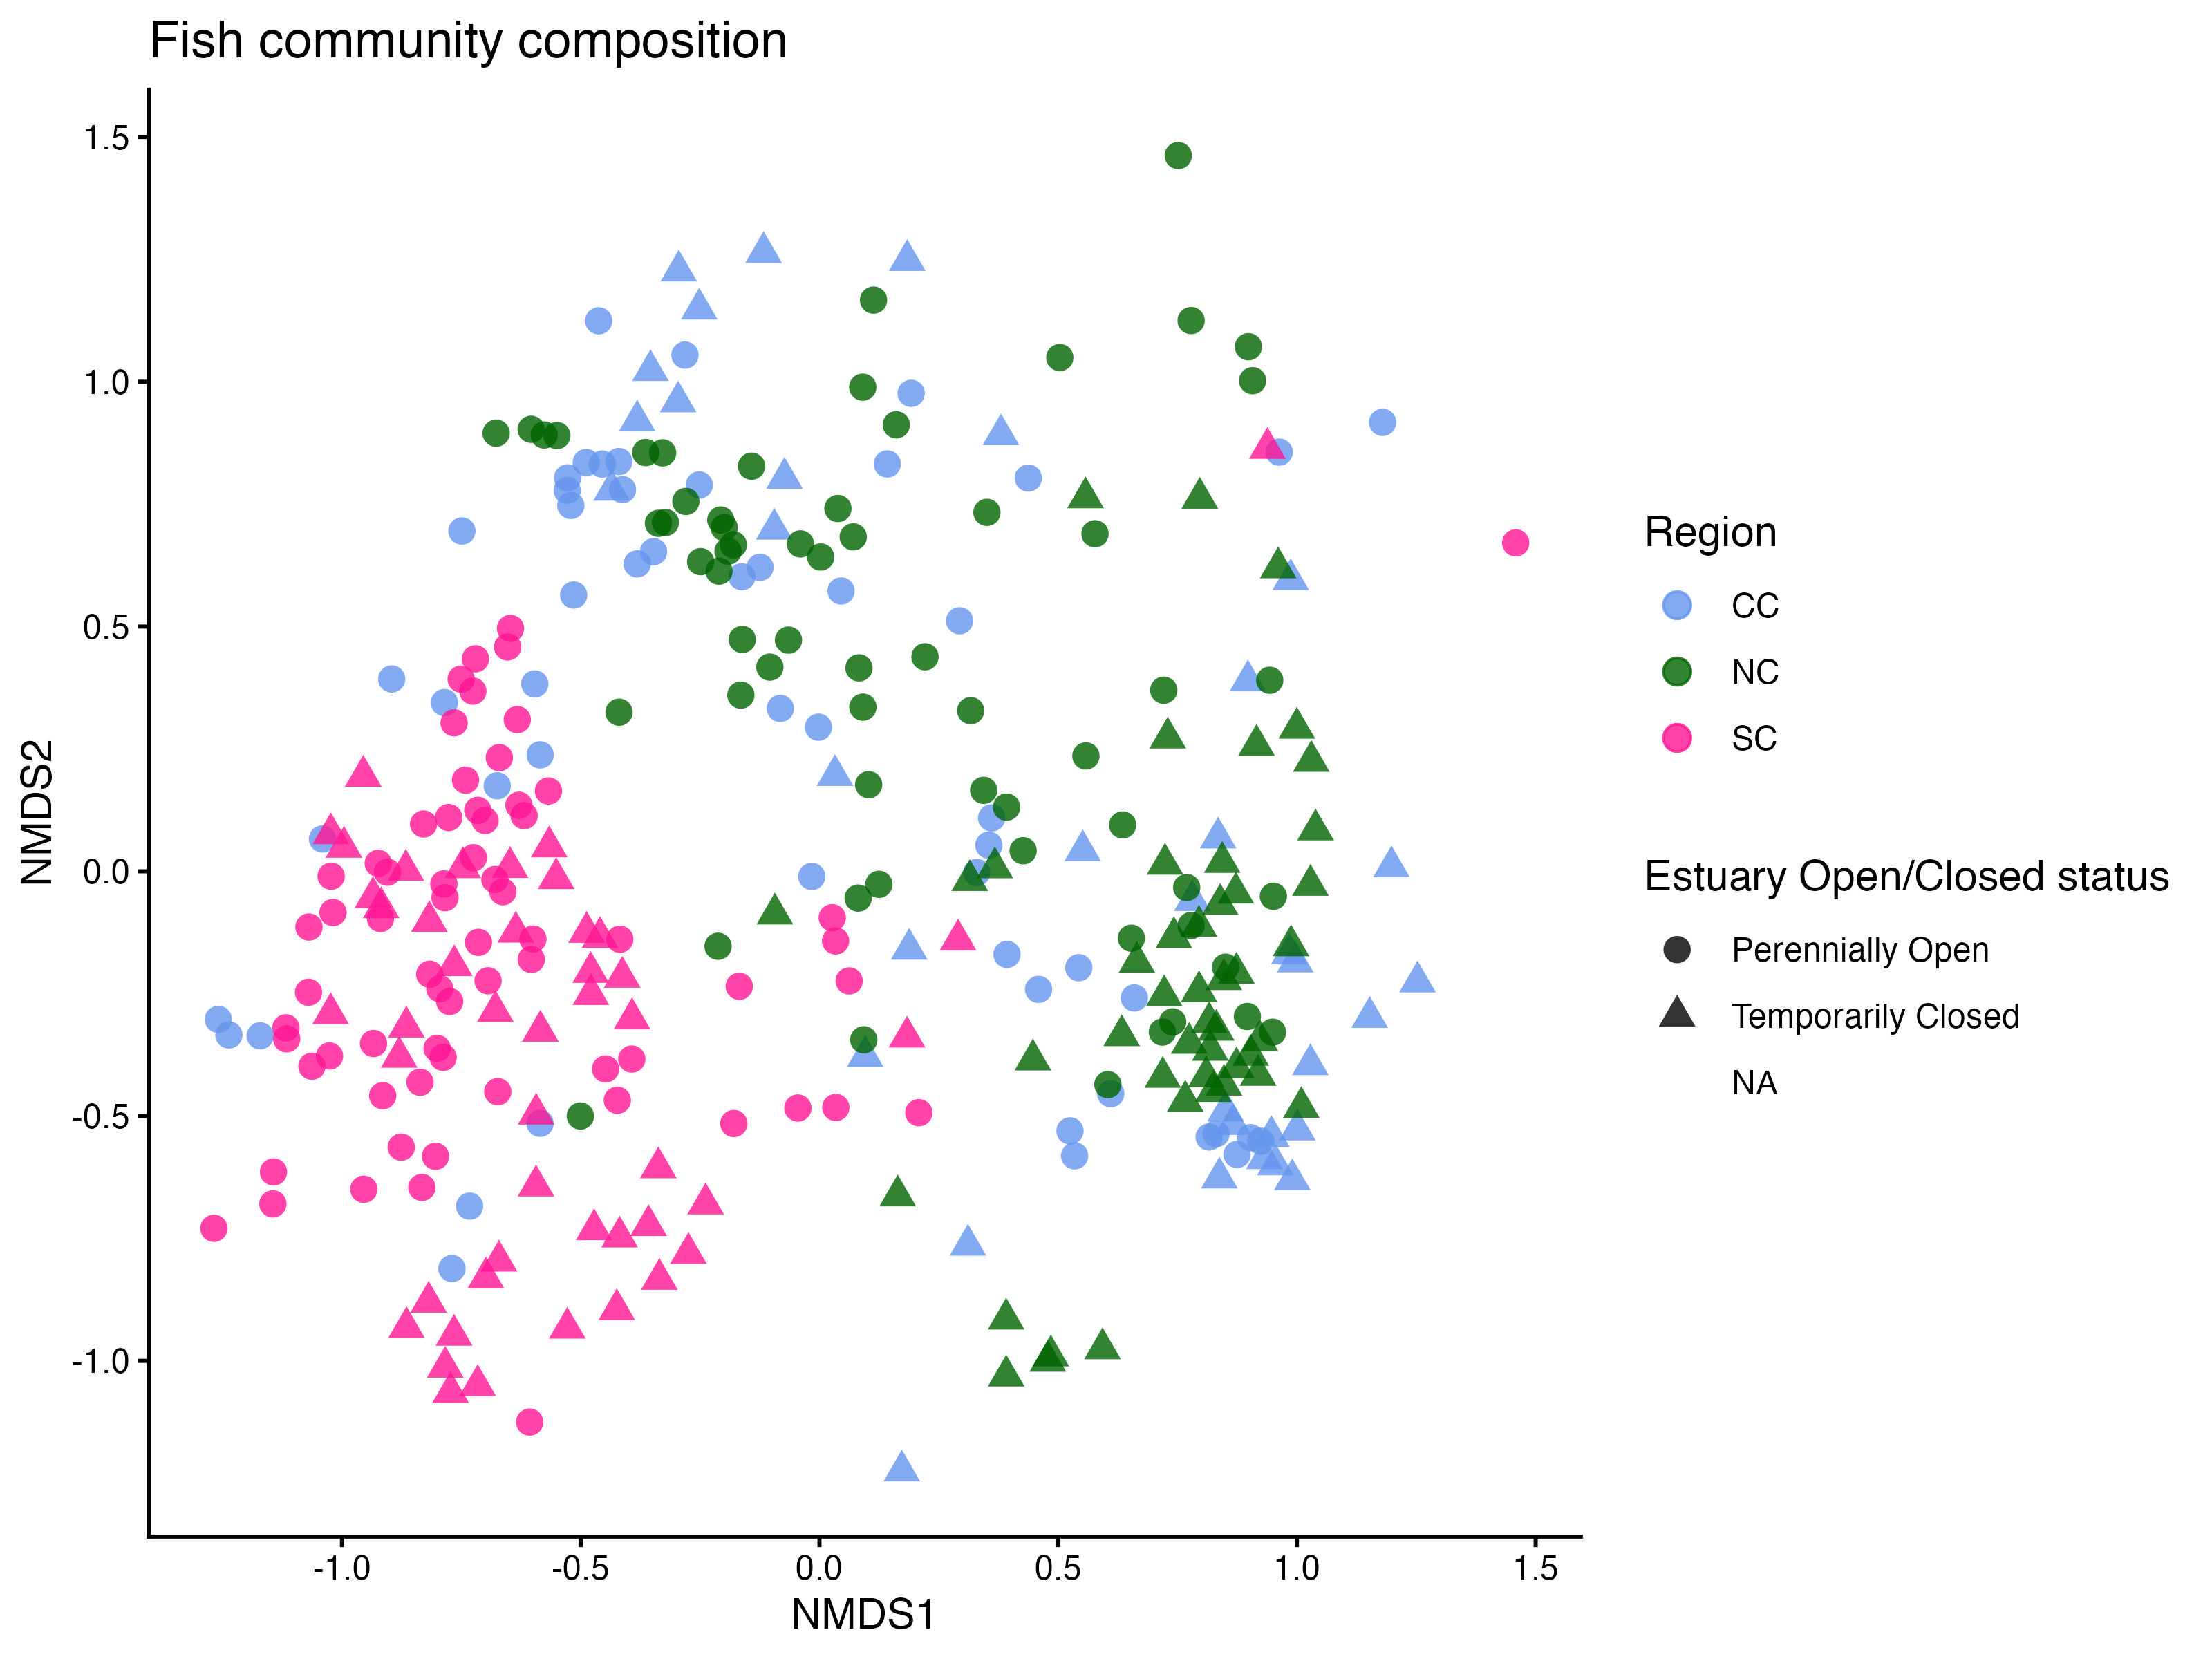 Fish community composition
1.5
1.0
0.5
0.0
-0.5
-1.0
NMDS2
-1.0 -0.5 0.0 0.5 1.0 1.5
NMDS1
Region
CC
NC
SC
Estuary Open/Closed status
Perennially Open
Temporarily Closed
NA